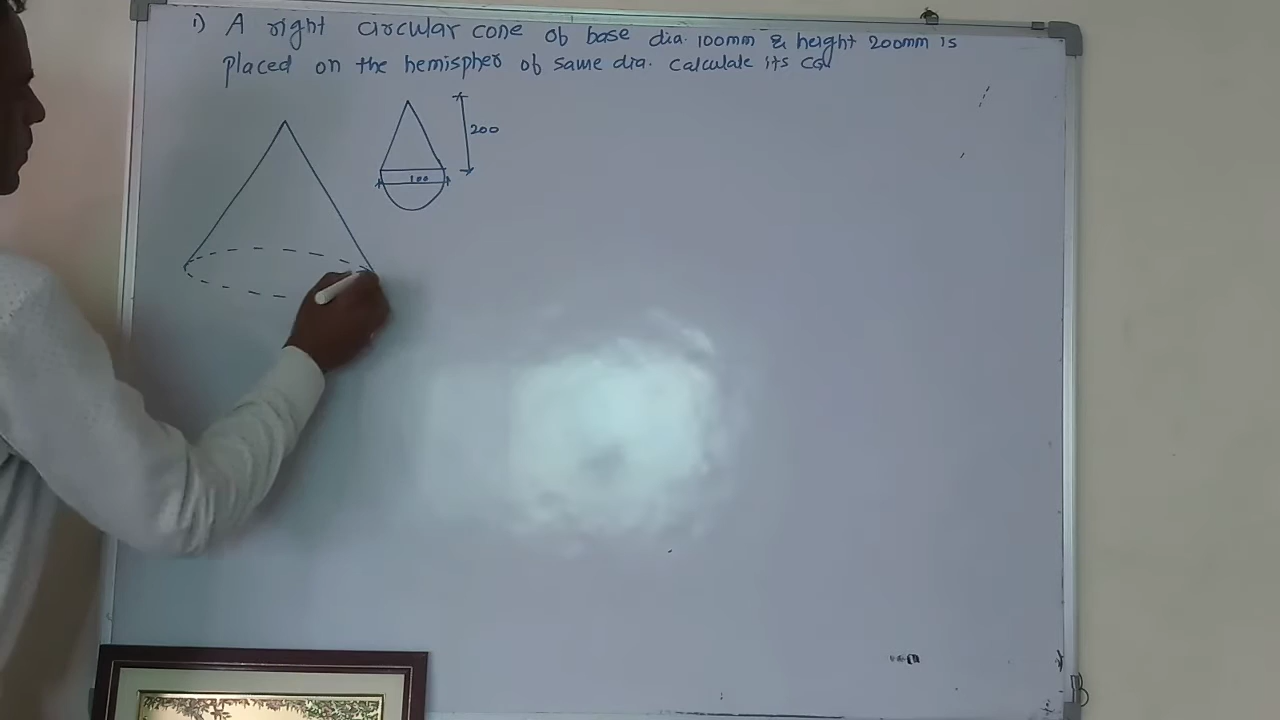 1) A right circular cone of base dia. 100mm & height 200mm is
placed on the hemispher of same dia. calculate its CG
200
100